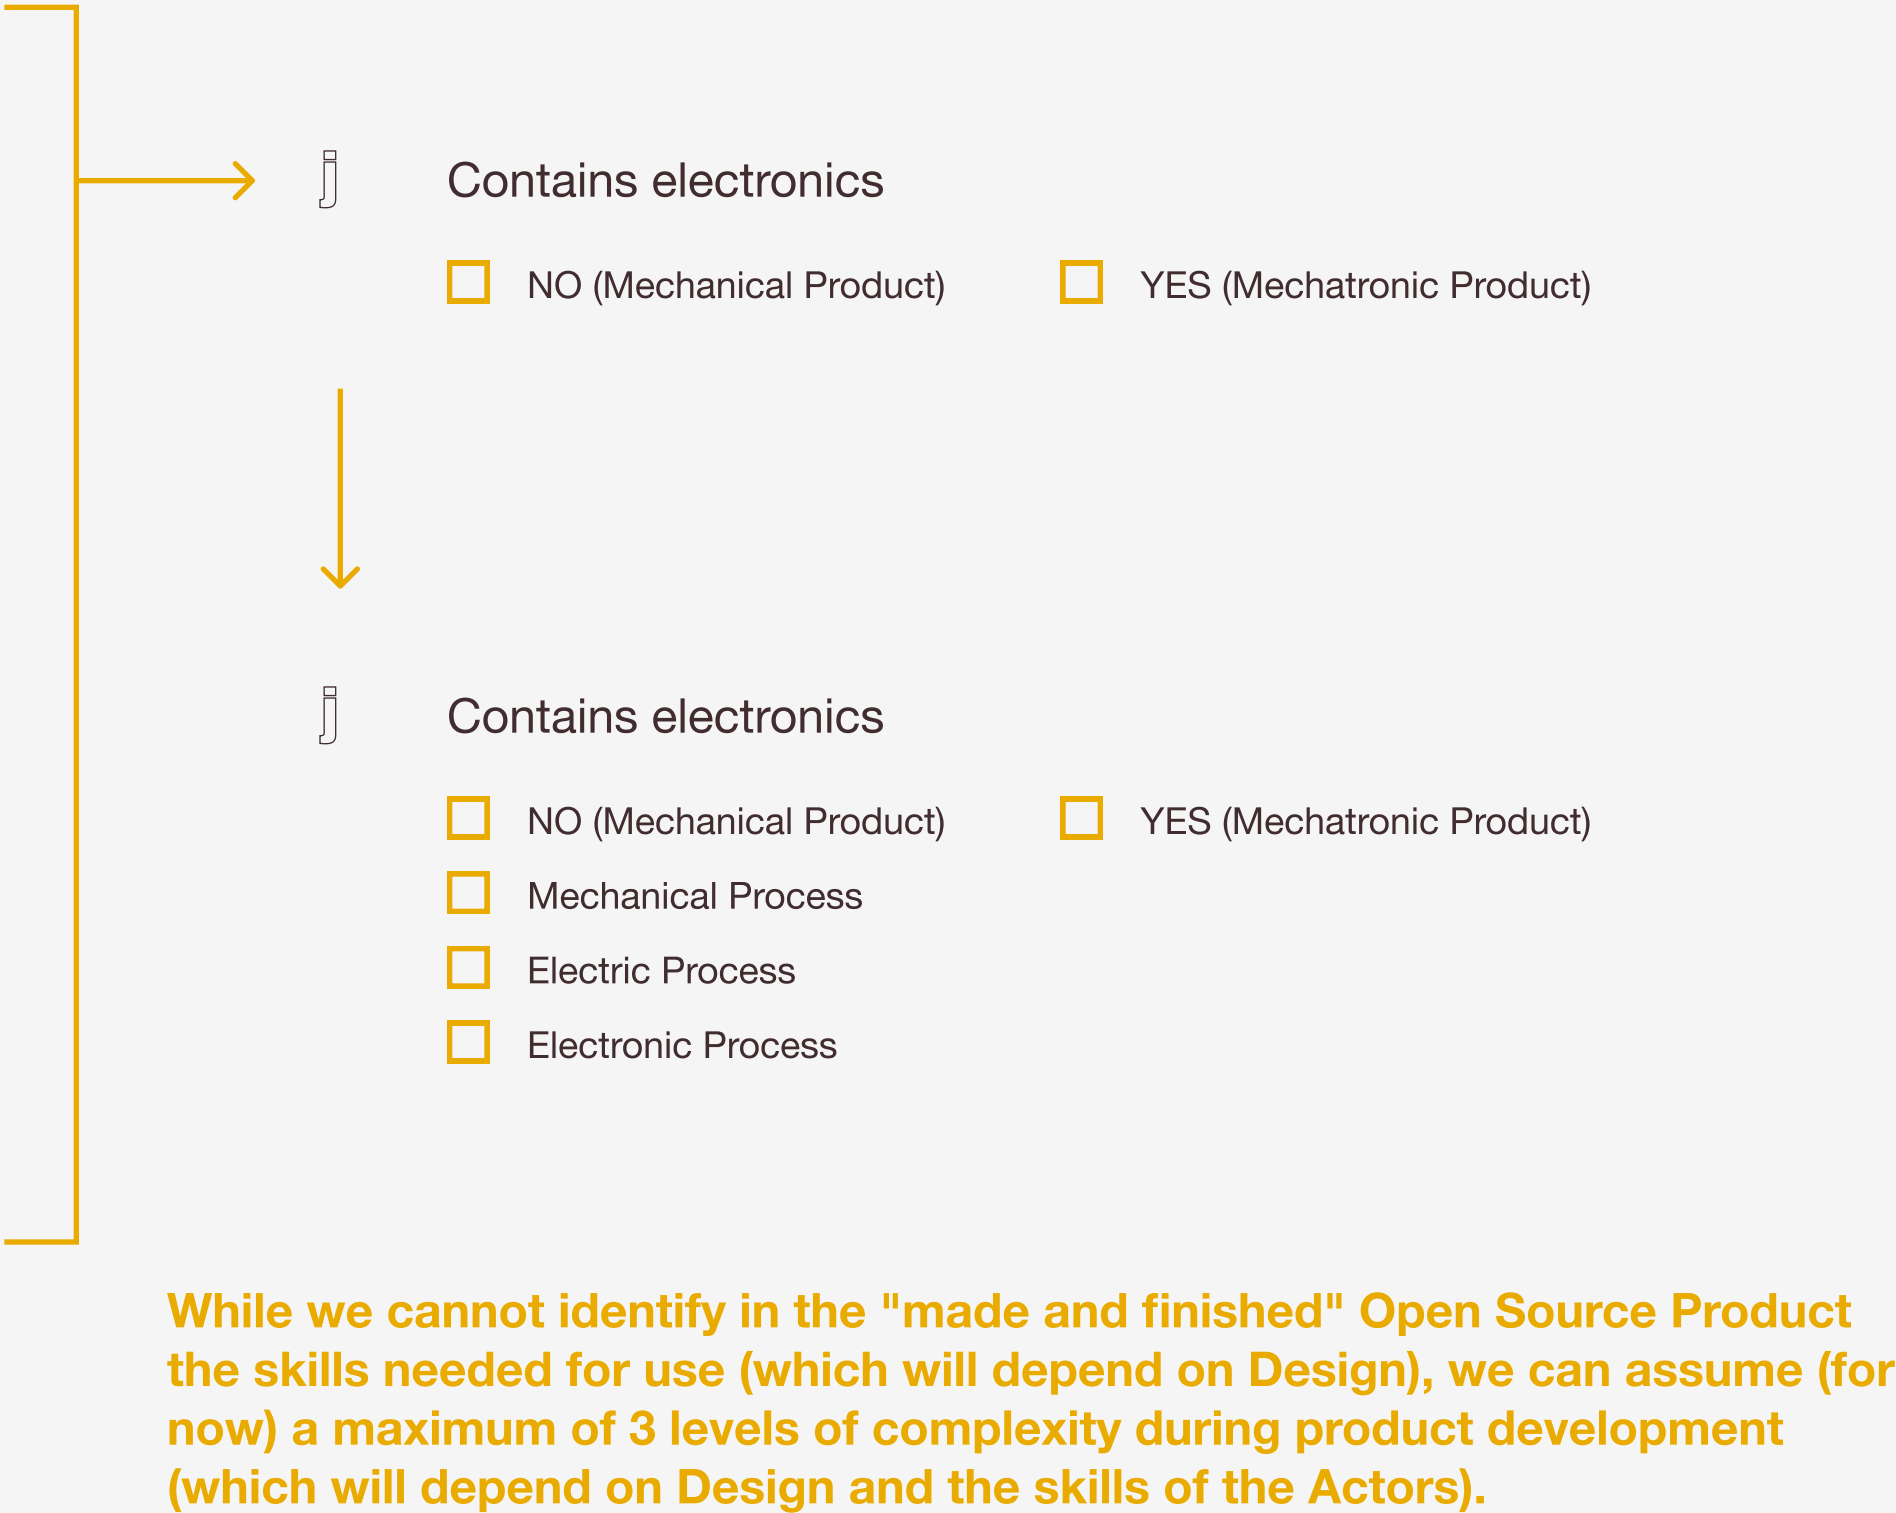 j Contains electronics
NO (Mechanical Product) YES (Mechatronic Product)
j Contains electronics
NO (Mechanical Product) YES (Mechatronic Product)
Mechanical Process
Electric Process
Electronic Process
While we cannot identify in the "made and finished" Open Source Product
the skills needed for use (which will depend on Design), we can assume (for
now) a maximum of 3 levels of complexity during product development
(which will depend on Design and the skills of the Actors).